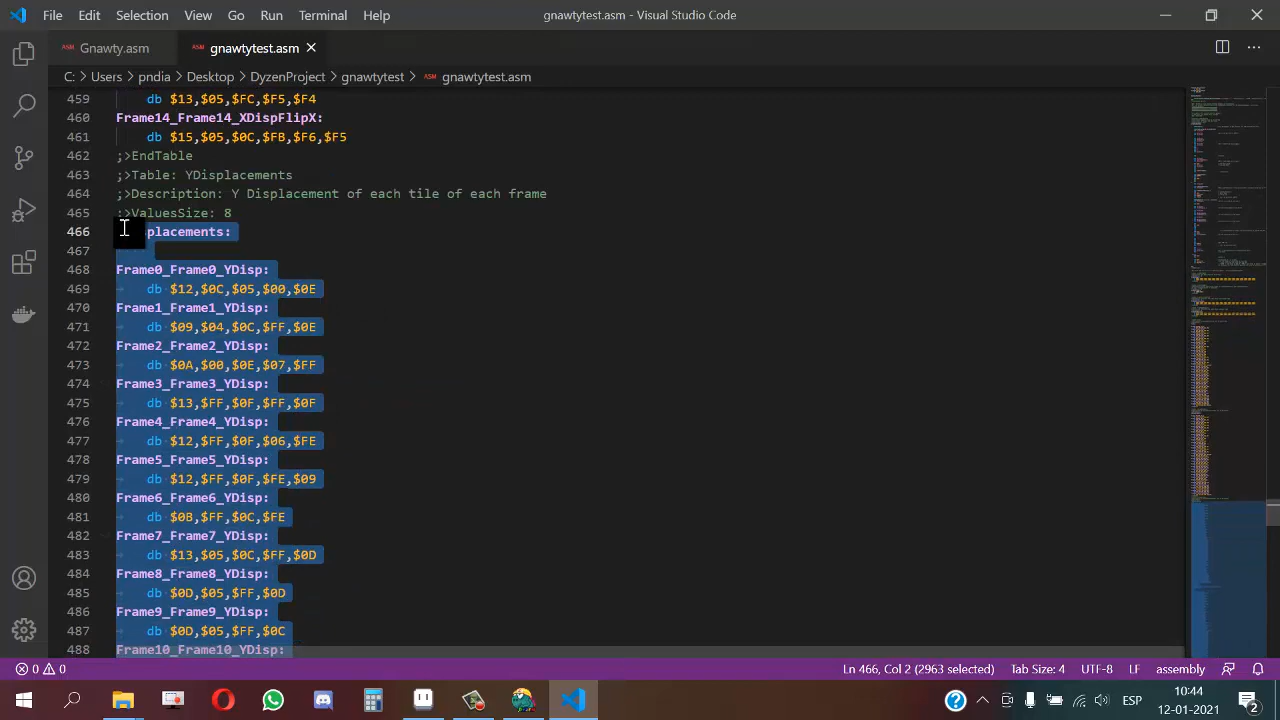 File Edit Selection View Go Run Terminal Help gnawtytest.asm - Visual Studio Code
ASM Gnawty.asm ASM gnawtytest.asm
C: > Users > pndia > Desktop > DyzenProject > gnawtytest > ASM gnawtytest.asm
459 db $13,$05,$FC,$F5,$F4
Frame14_Frame14_XDispFlipX:
461 db $15,$05,$0C,$FB,$F6,$F5
462 ;>EndTable
463 ;>Table: YDisplacements
464 ;>Description: Y Displacement of each tile of each frame
465 ;>ValuesSize: 8
466 placements:
467
468 Frame0_Frame0_YDisp:
469 db $12,$0C,$05,$00,$0E
470 Frame1_Frame1_YDisp:
471 db $09,$04,$0C,$FF,$0E
472 Frame2_Frame2_YDisp:
473 db $0A,$00,$0E,$07,$FF
474 Frame3_Frame3_YDisp:
475 db $13,$FF,$0F,$FF,$0F
476 Frame4_Frame4_YDisp:
477 db $12,$FF,$0F,$06,$FE
478 Frame5_Frame5_YDisp:
479 db $12,$FF,$0F,$FE,$09
480 Frame6_Frame6_YDisp:
481 db $0B,$FF,$0C,$FE
482 Frame7_Frame7_YDisp:
483 db $13,$05,$0C,$FF,$0D
484 Frame8_Frame8_YDisp:
485 db $0D,$05,$FF,$0D
486 Frame9_Frame9_YDisp:
487 db $0D,$05,$FF,$0C
488 Frame10_Frame10_YDisp:
0 0 Ln 466, Col 2 (2963 selected) Tab Size: 4 UTF-8 LF assembly
SP 10:44
12-01-2021
2